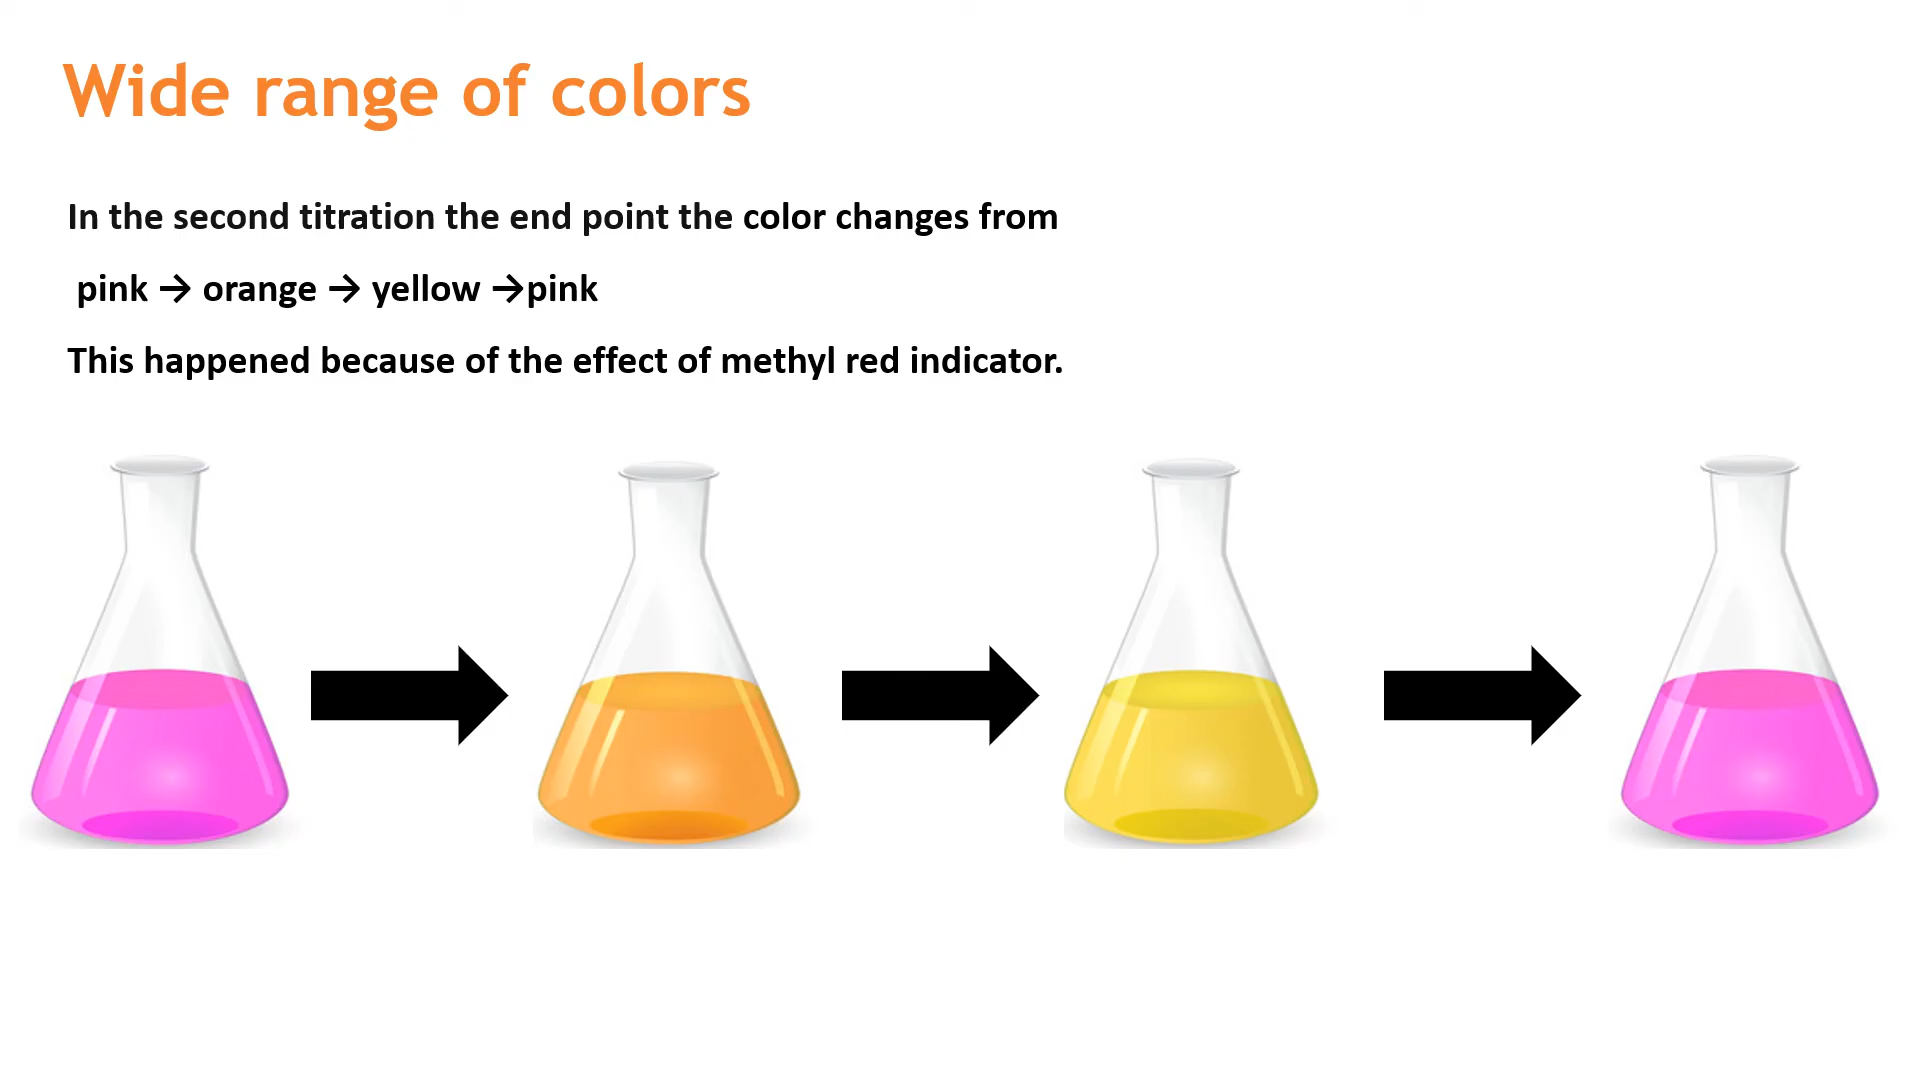 Wide range of colors
In the second titration the end point the color changes from
pink → orange → yellow →pink
This happened because of the effect of methyl red indicator.